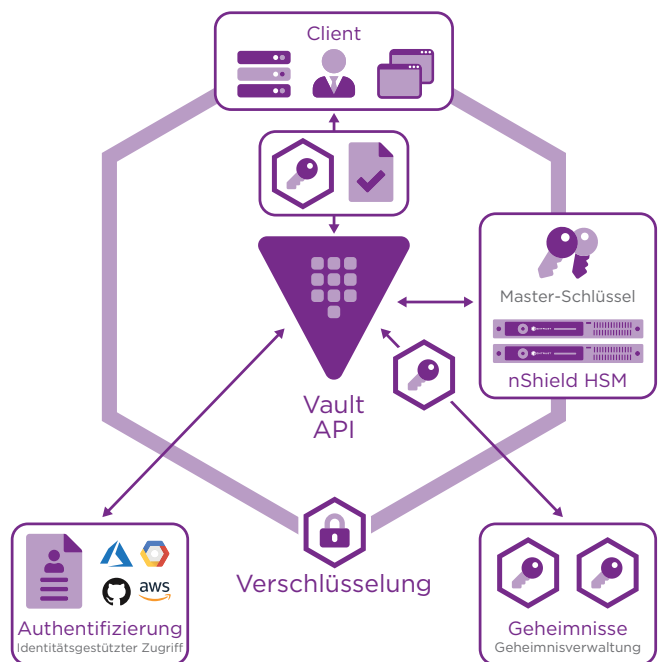 Client
Master-Schlüssel
nShield HSM
Vault
API
Verschlüsselung
aws
Authentifizierung
Identitätsgestützter Zugriff
Geheimnisse
Geheimnisverwaltung